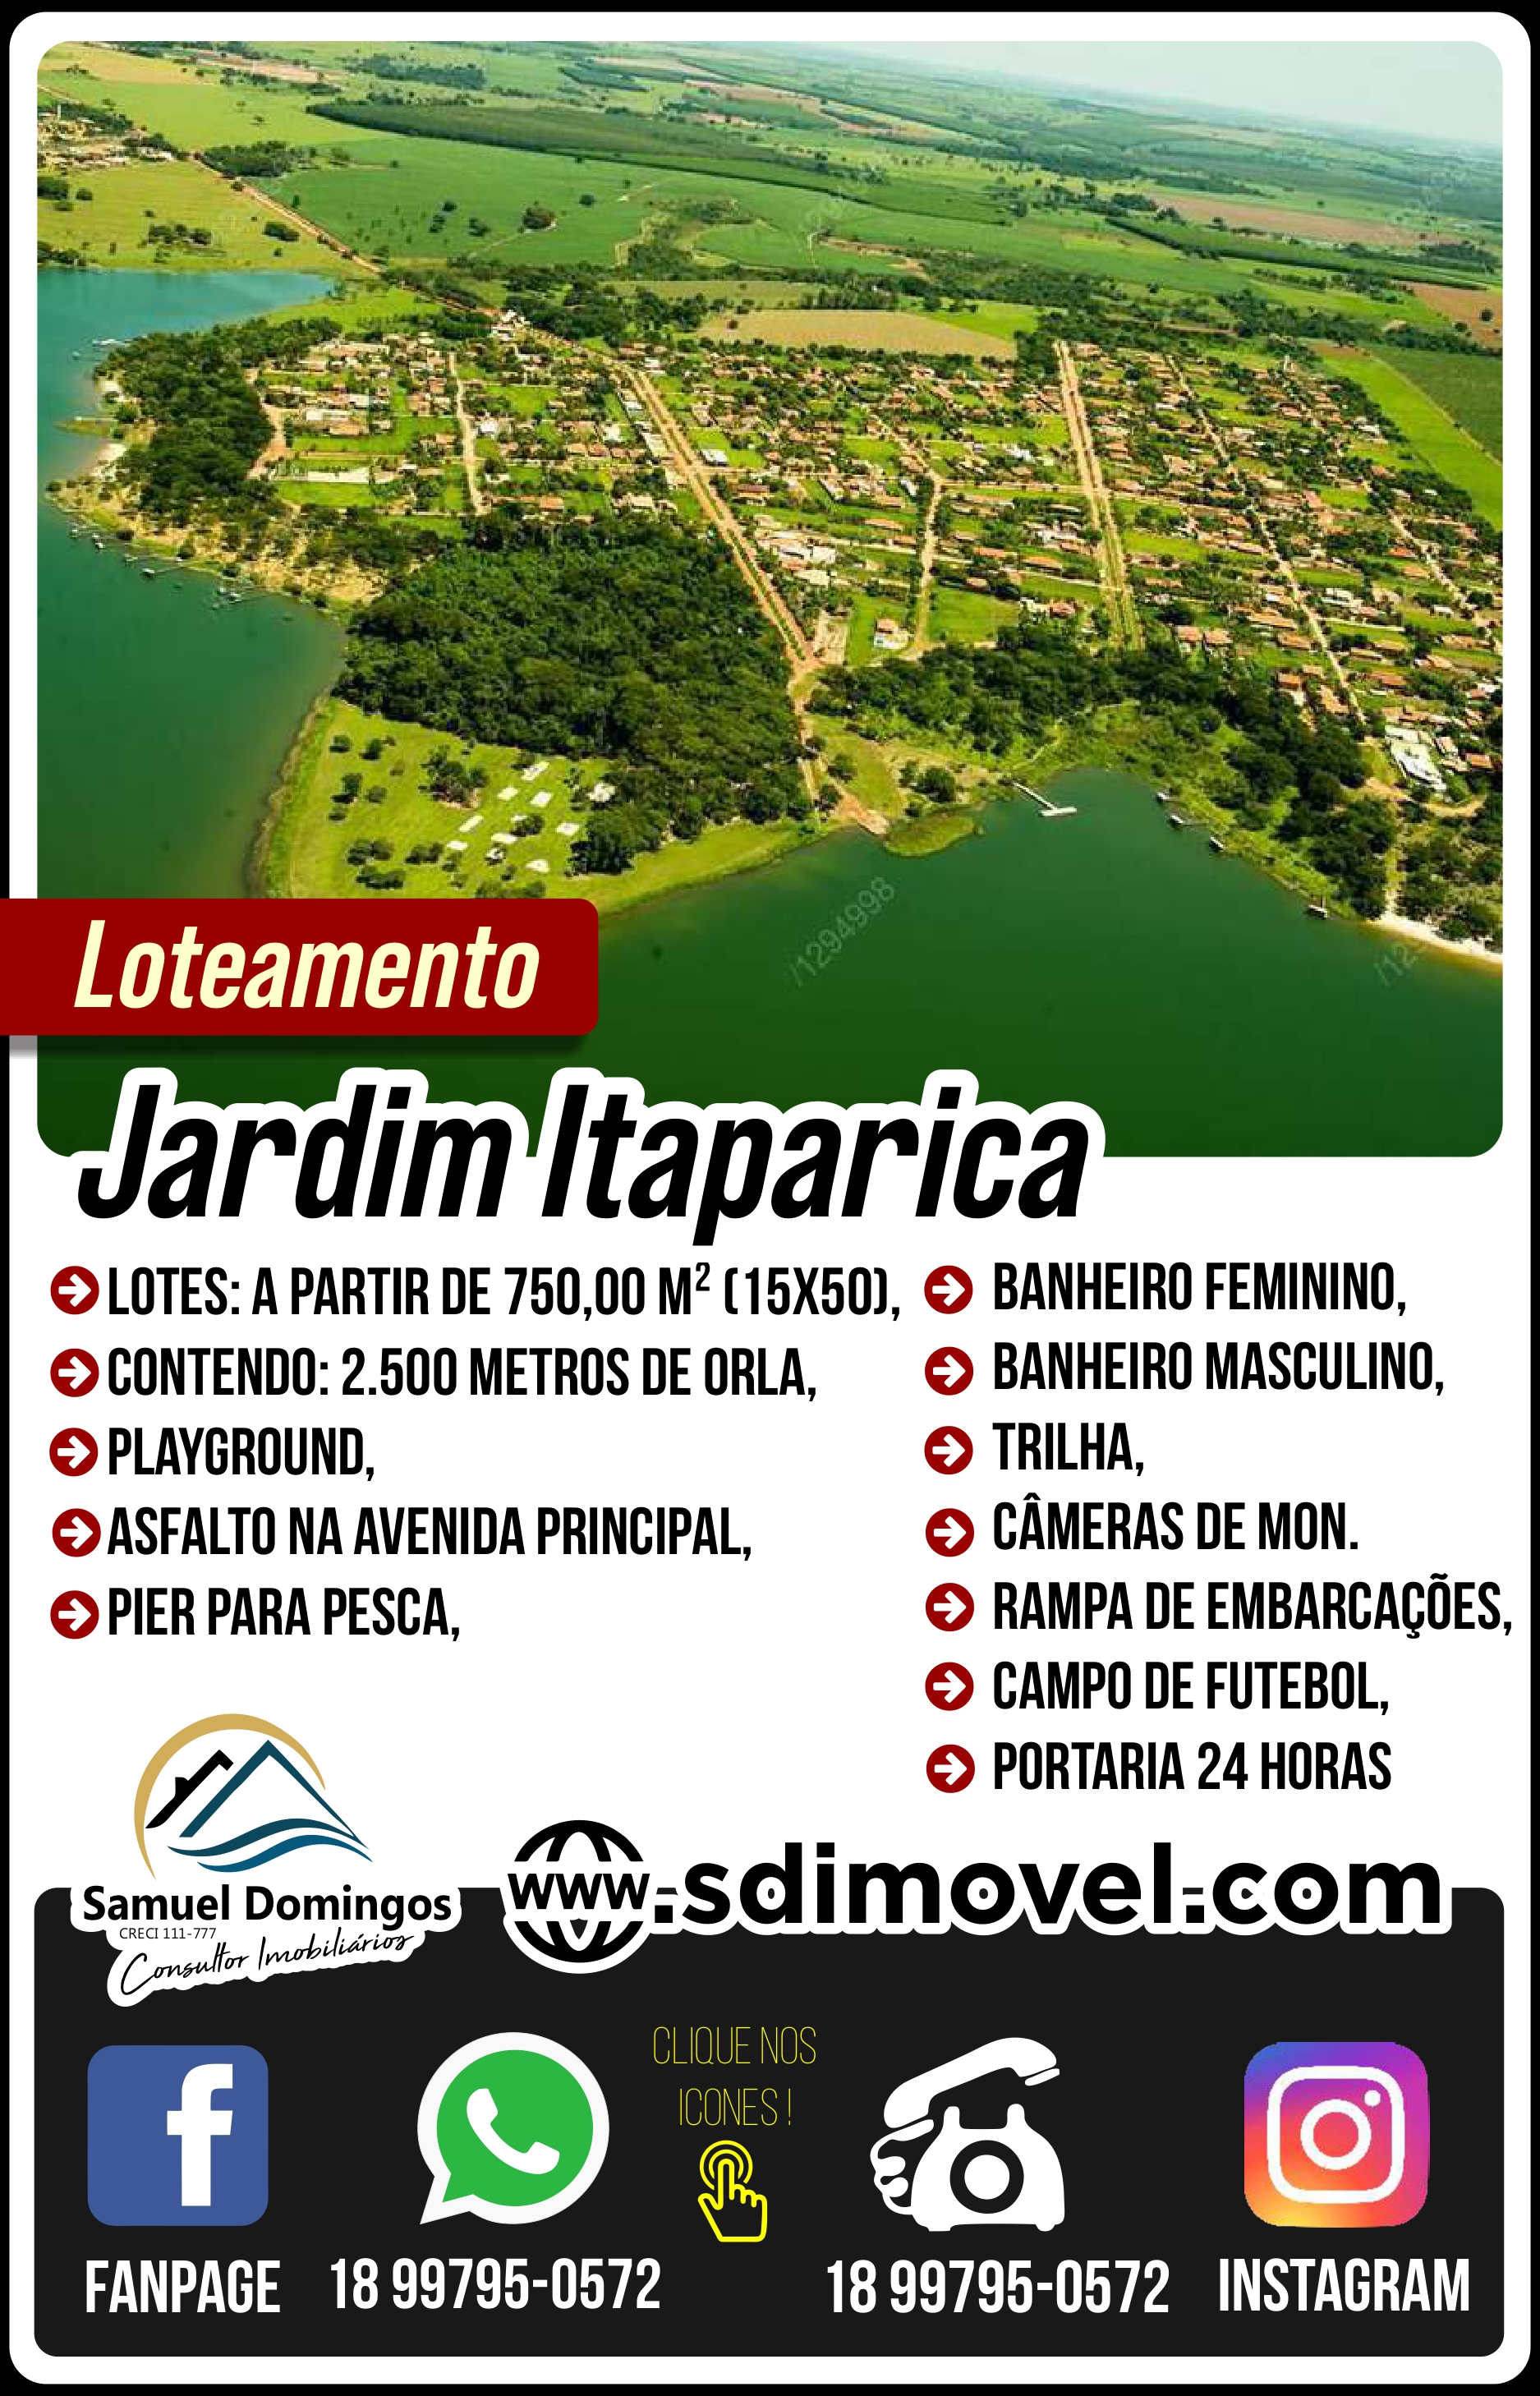 /1294998
Loteamento
Jardim Itaparica
LOTES: A PARTIR DE 750,00 M² (15X50),
CONTENDO: 2.500 METROS DE ORLA,
PLAYGROUND,
ASFALTO NA AVENIDA PRINCIPAL,
PIER PARA PESCA,
BANHEIRO FEMININO,
BANHEIRO MASCULINO,
TRILHA,
CÂMERAS DE MON.
RAMPA DE EMBARCAÇÕES,
CAMPO DE FUTEBOL,
PORTARIA 24 HORAS
Samuel Domingos
CRECI 111-777
Consultor Imobiliários
www.sdimovel.com
CLIQUE NOS
ICONES !
FANPAGE
18 99795-0572
18 99795-0572
INSTAGRAM